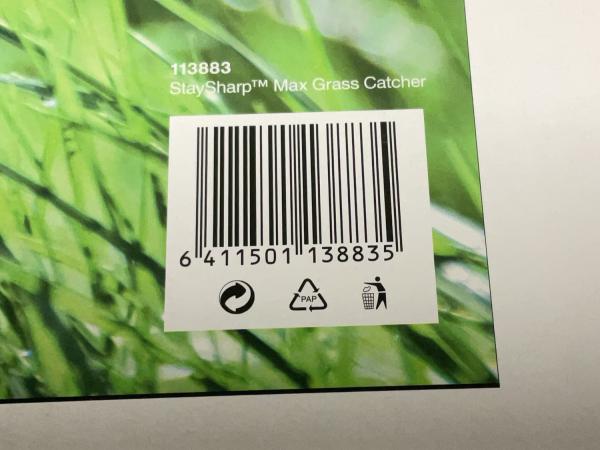 113883
StaySharp™ Max Grass Catcher
6 411501 138835
PAP